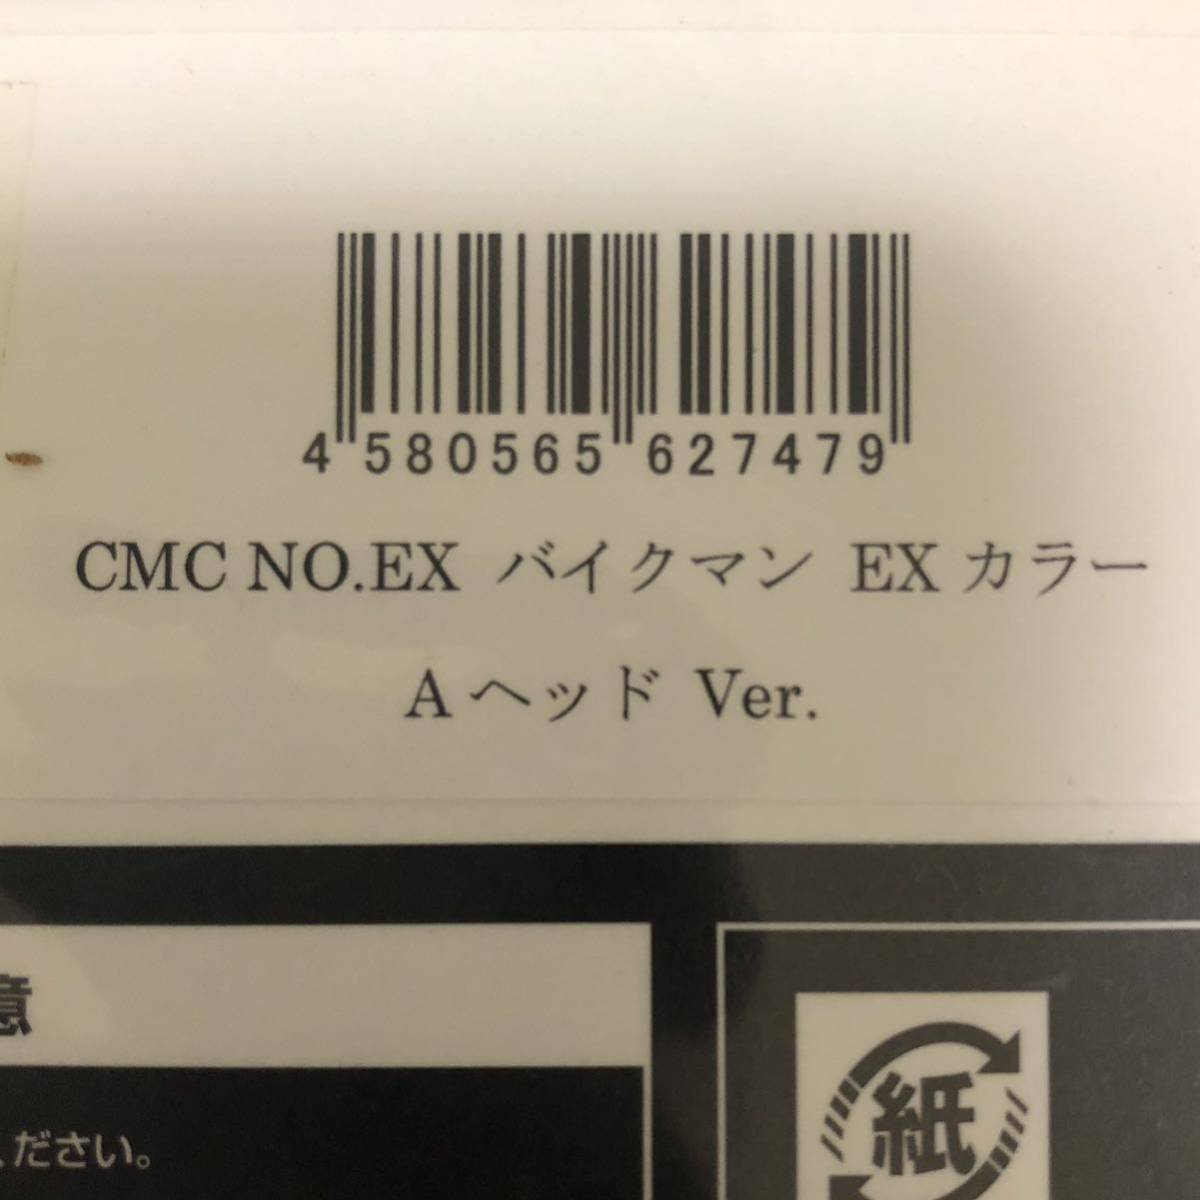 4 580565 627479
CMC NO.EX バイクマン EX カラー
A ヘッド Ver.
意
ください。
紙